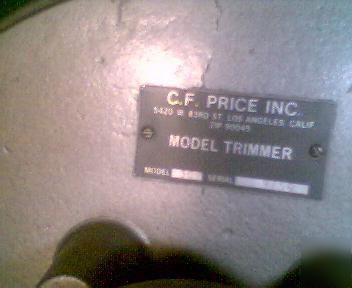 C.F. PRICE INC.
5420 W. 83RD ST. LOS ANGELES, CALIF
ZIP 90045
MODEL TRIMMER
MODEL SERIAL